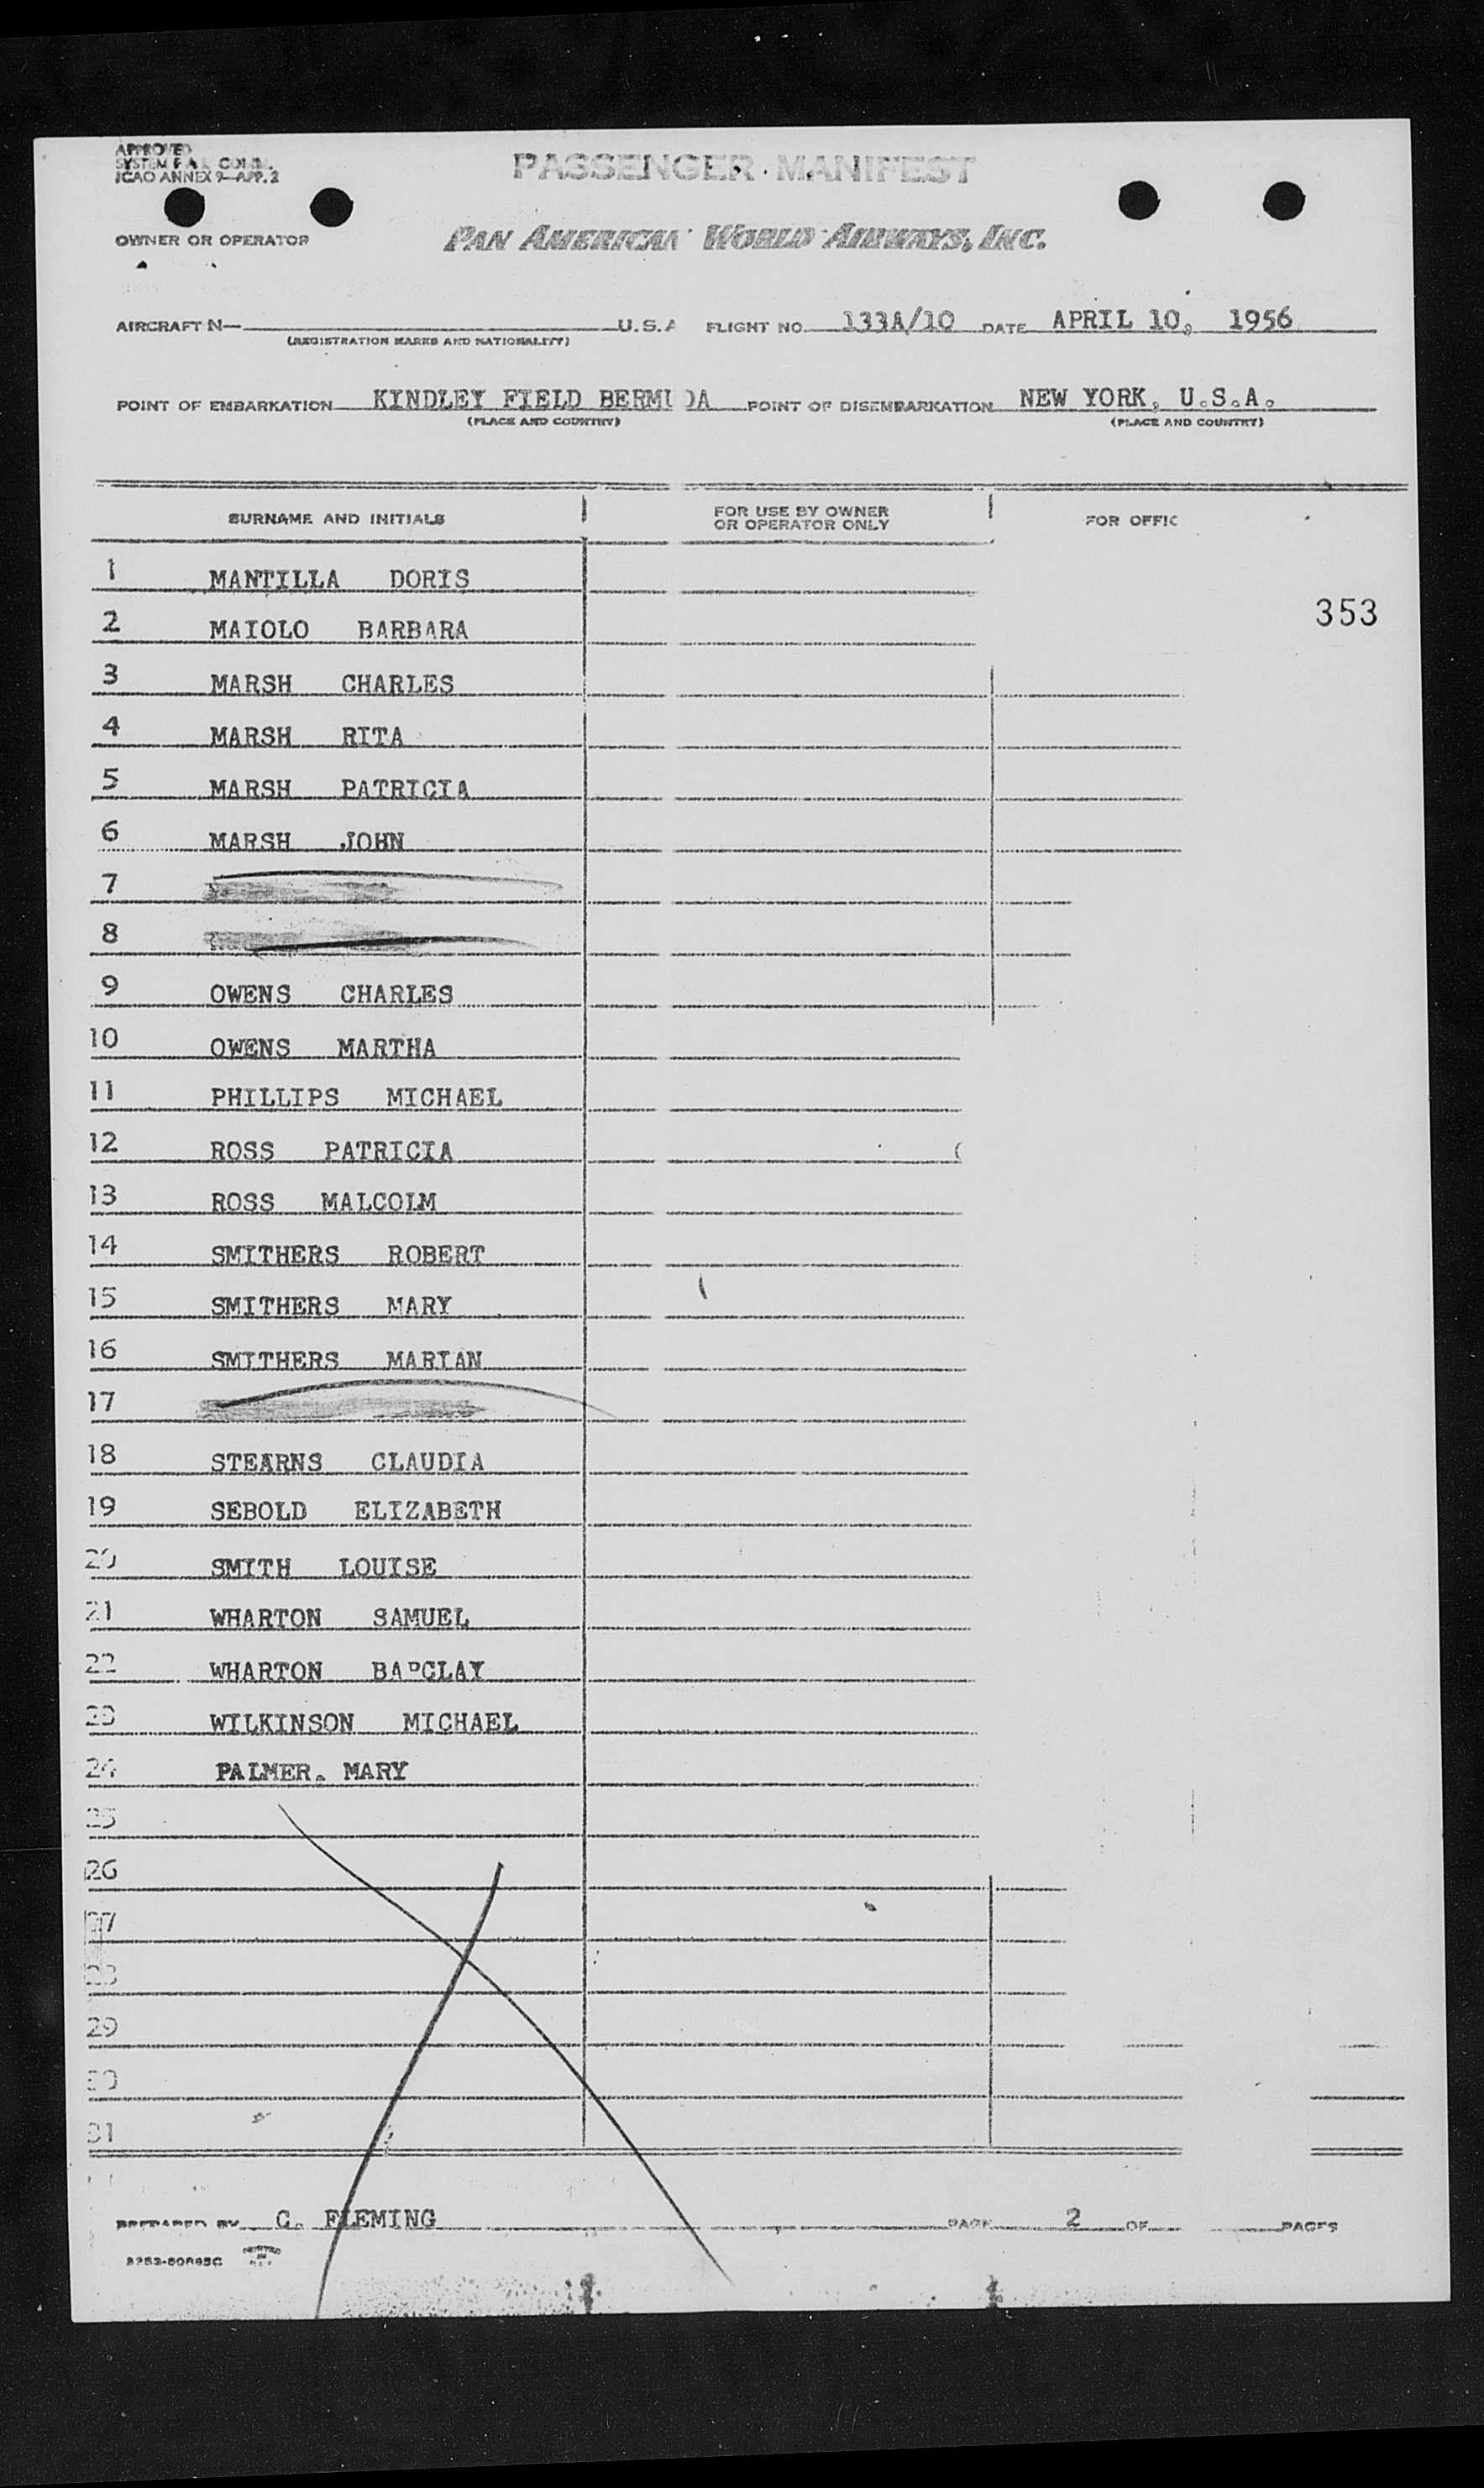 APPROVED
ICAO ANNEX 9—APP. 2
PASSENGER MANIFEST
OWNER OR OPERATOR
PAN AMERICAN WORLD AIRWAYS, INC.
AIRCRAFT N— U.S.A FLIGHT NO. 133A/10 DATE APRIL 10, 1956
(REGISTRATION MARKS AND NATIONALITY)
POINT OF EMBARKATION KINDLEY FIELD BERMUDA POINT OF DISEMBARKATION NEW YORK, U.S.A.
(PLACE AND COUNTRY) (PLACE AND COUNTRY)
SURNAME AND INITIALS FOR USE BY OWNER OR OPERATOR ONLY FOR OFFIC
1 MANTILLA DORIS
353
2 MAIOLO BARBARA
3 MARSH CHARLES
4 MARSH RITA
5 MARSH PATRICIA
6 MARSH JOHN
7
8
9 OWENS CHARLES
10 OWENS MARTHA
11 PHILLIPS MICHAEL
12 ROSS PATRICIA
13 ROSS MALCOLM
14 SMITHERS ROBERT
15 SMITHERS MARY
16 SMITHERS MARIAN
17
18 STEARNS CLAUDIA
19 SEBOLD ELIZABETH
20 SMITH LOUISE
21 WHARTON SAMUEL
22 WHARTON BARCLAY
23 WILKINSON MICHAEL
24 PALMER. MARY
25
26
27
28
29
30
31
PREPARED BY C. FLEMING PAGE 2 OF PAGES